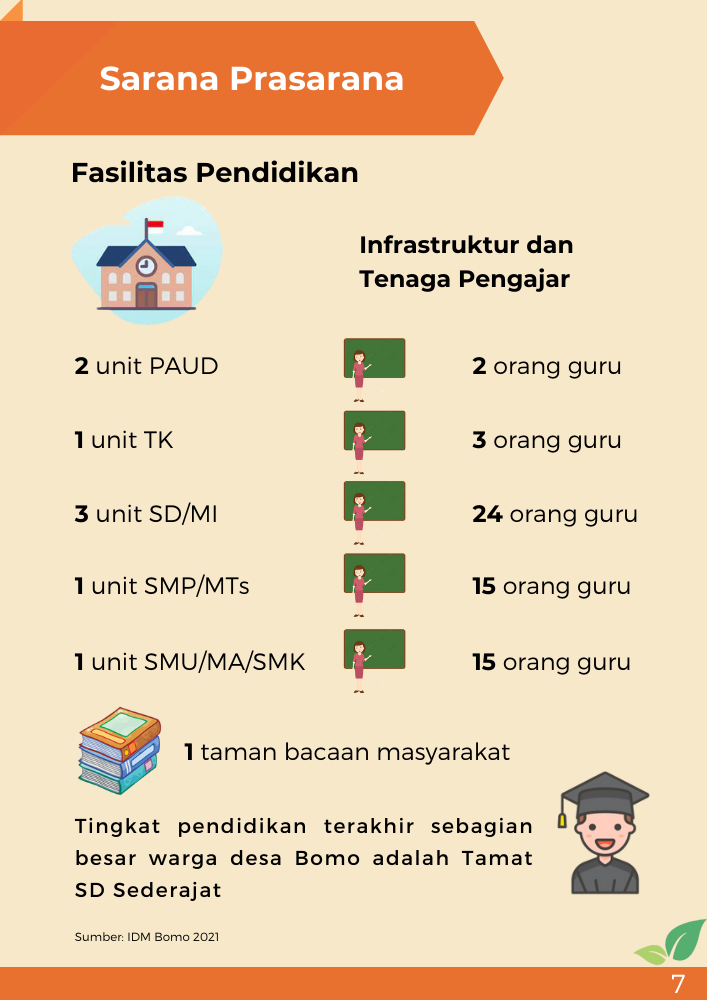 Sarana Prasarana
Fasilitas Pendidikan
Infrastruktur dan
Tenaga Pengajar
2 unit PAUD
2 orang guru
1 unit TK
3 orang guru
3 unit SD/MI
24 orang guru
1 unit SMP/MTs
15 orang guru
1 unit SMU/MA/SMK
15 orang guru
1 taman bacaan masyarakat
Tingkat pendidikan terakhir sebagian
besar warga desa Bomo adalah Tamat
SD Sederajat
Sumber: IDM Bomo 2021
7